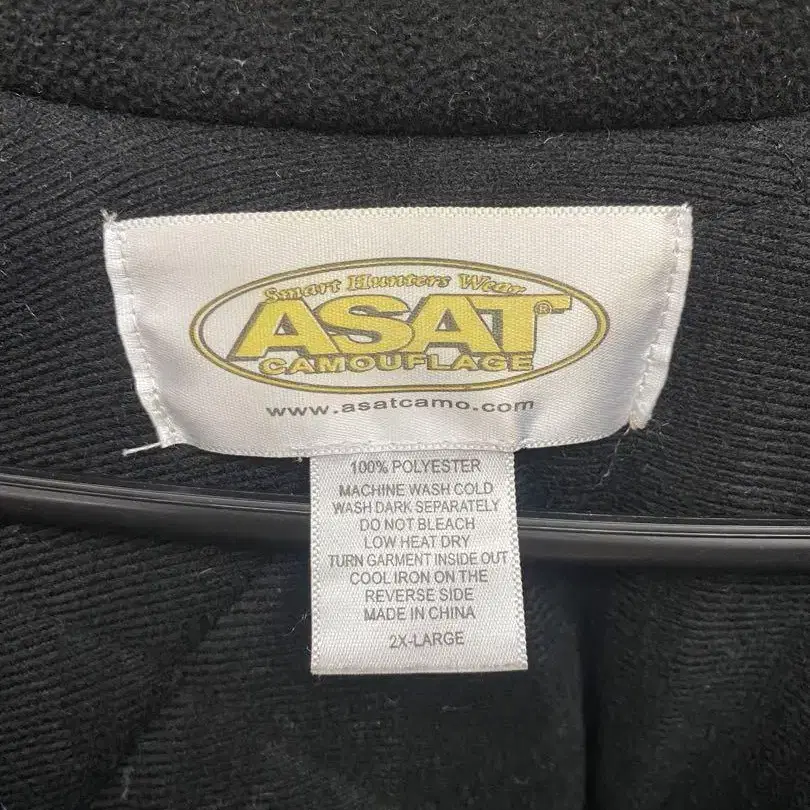 Smart Hunters Wear
ASAT®
CAMOUFLAGE
www.asatcamo.com
100% POLYESTER
MACHINE WASH COLD
WASH DARK SEPARATELY
DO NOT BLEACH
LOW HEAT DRY
TURN GARMENT INSIDE OUT
COOL IRON ON THE
REVERSE SIDE
MADE IN CHINA
2X-LARGE